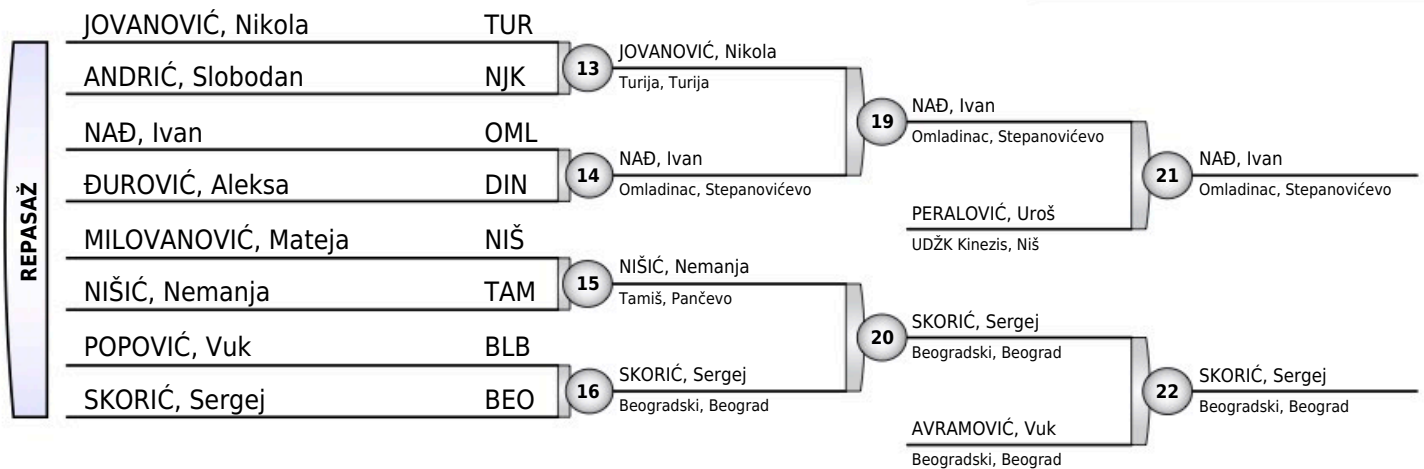 REPASAŽ
JOVANOVIĆ, Nikola TUR
ANDRIĆ, Slobodan NJK
NAĐ, Ivan OML
ĐUROVIĆ, Aleksa DIN
MILOVANOVIĆ, Mateja NIŠ
NIŠIĆ, Nemanja TAM
POPOVIĆ, Vuk BLB
SKORIĆ, Sergej BEO
13
JOVANOVIĆ, Nikola
Turija, Turija
14
NAĐ, Ivan
Omladinac, Stepanovićevo
15
NIŠIĆ, Nemanja
Tamiš, Pančevo
16
SKORIĆ, Sergej
Beogradski, Beograd
19
NAĐ, Ivan
Omladinac, Stepanovićevo
PERALOVIĆ, Uroš
UDŽK Kinezis, Niš
20
SKORIĆ, Sergej
Beogradski, Beograd
AVRAMOVIĆ, Vuk
Beogradski, Beograd
21
NAĐ, Ivan
Omladinac, Stepanovićevo
22
SKORIĆ, Sergej
Beogradski, Beograd